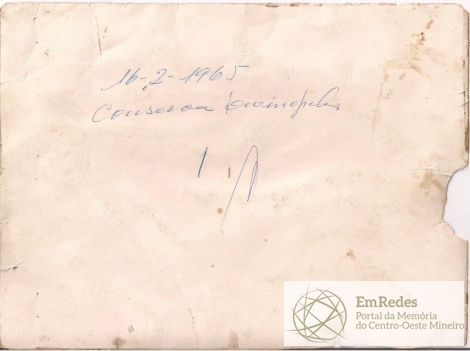 16-2-1965
Conserva Divinópolis
EmRedes
Portal da Memória
do Centro-Oeste Mineiro